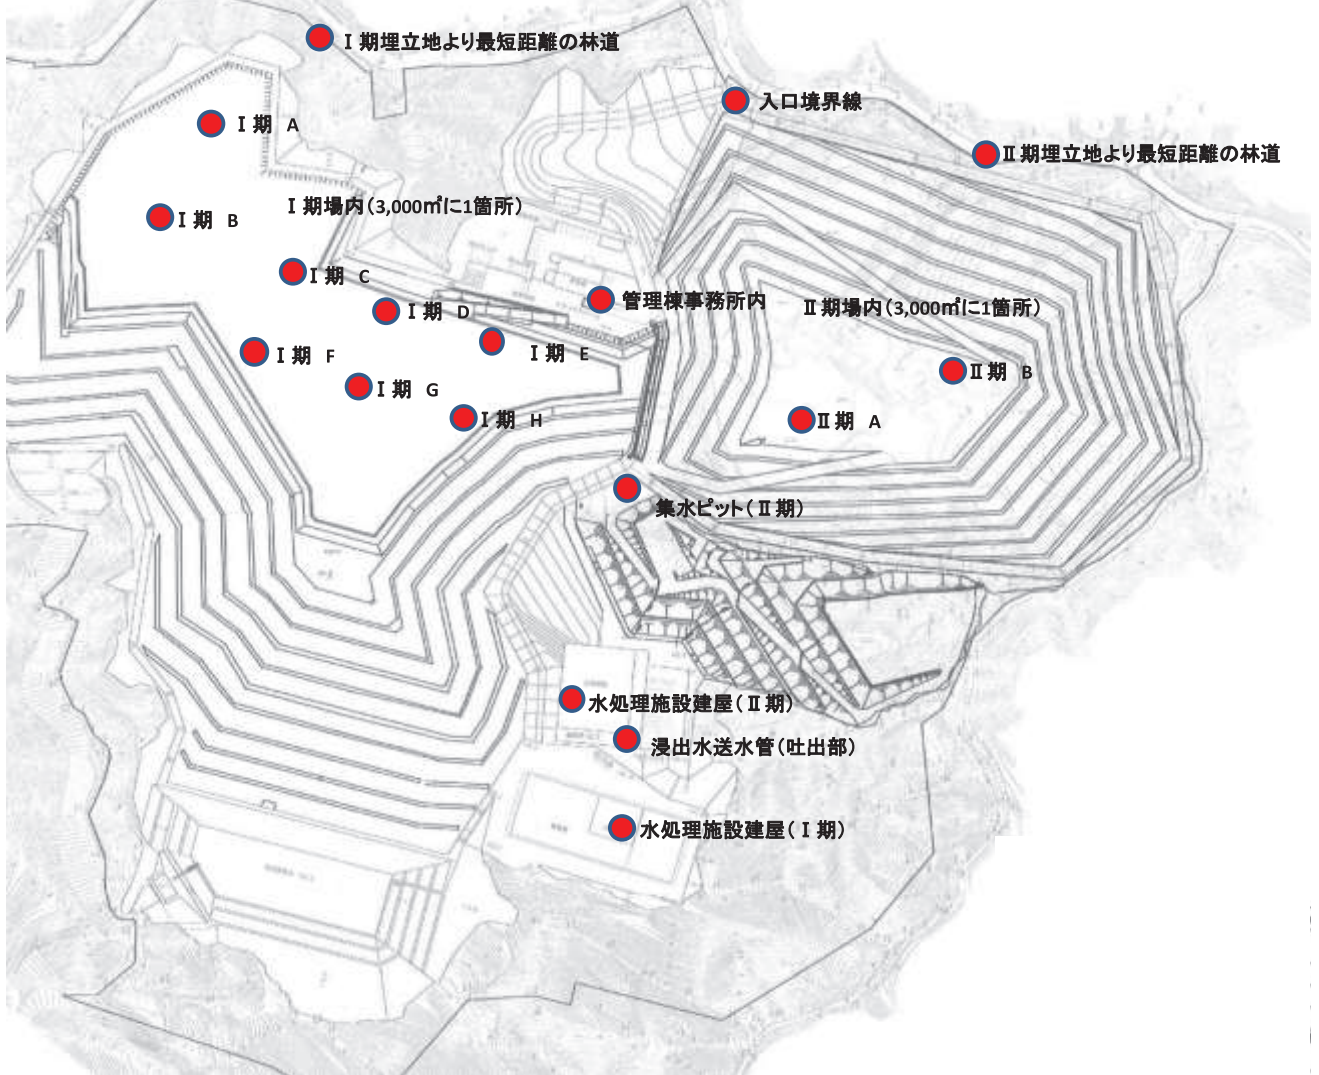 Ⅰ期埋立地より最短距離の林道
入口境界線
Ⅰ期 A
Ⅱ期埋立地より最短距離の林道
Ⅰ期場内(3,000㎡に1箇所)
Ⅰ期 B
Ⅰ期 C
管理棟事務所内
Ⅱ期場内(3,000㎡に1箇所)
Ⅰ期 D
Ⅰ期 E
Ⅰ期 F
Ⅱ期 B
Ⅰ期 G
Ⅰ期 H
Ⅱ期 A
集水ピット(Ⅱ期)
水処理施設建屋(Ⅱ期)
浸出水送水管(吐出部)
水処理施設建屋(Ⅰ期)